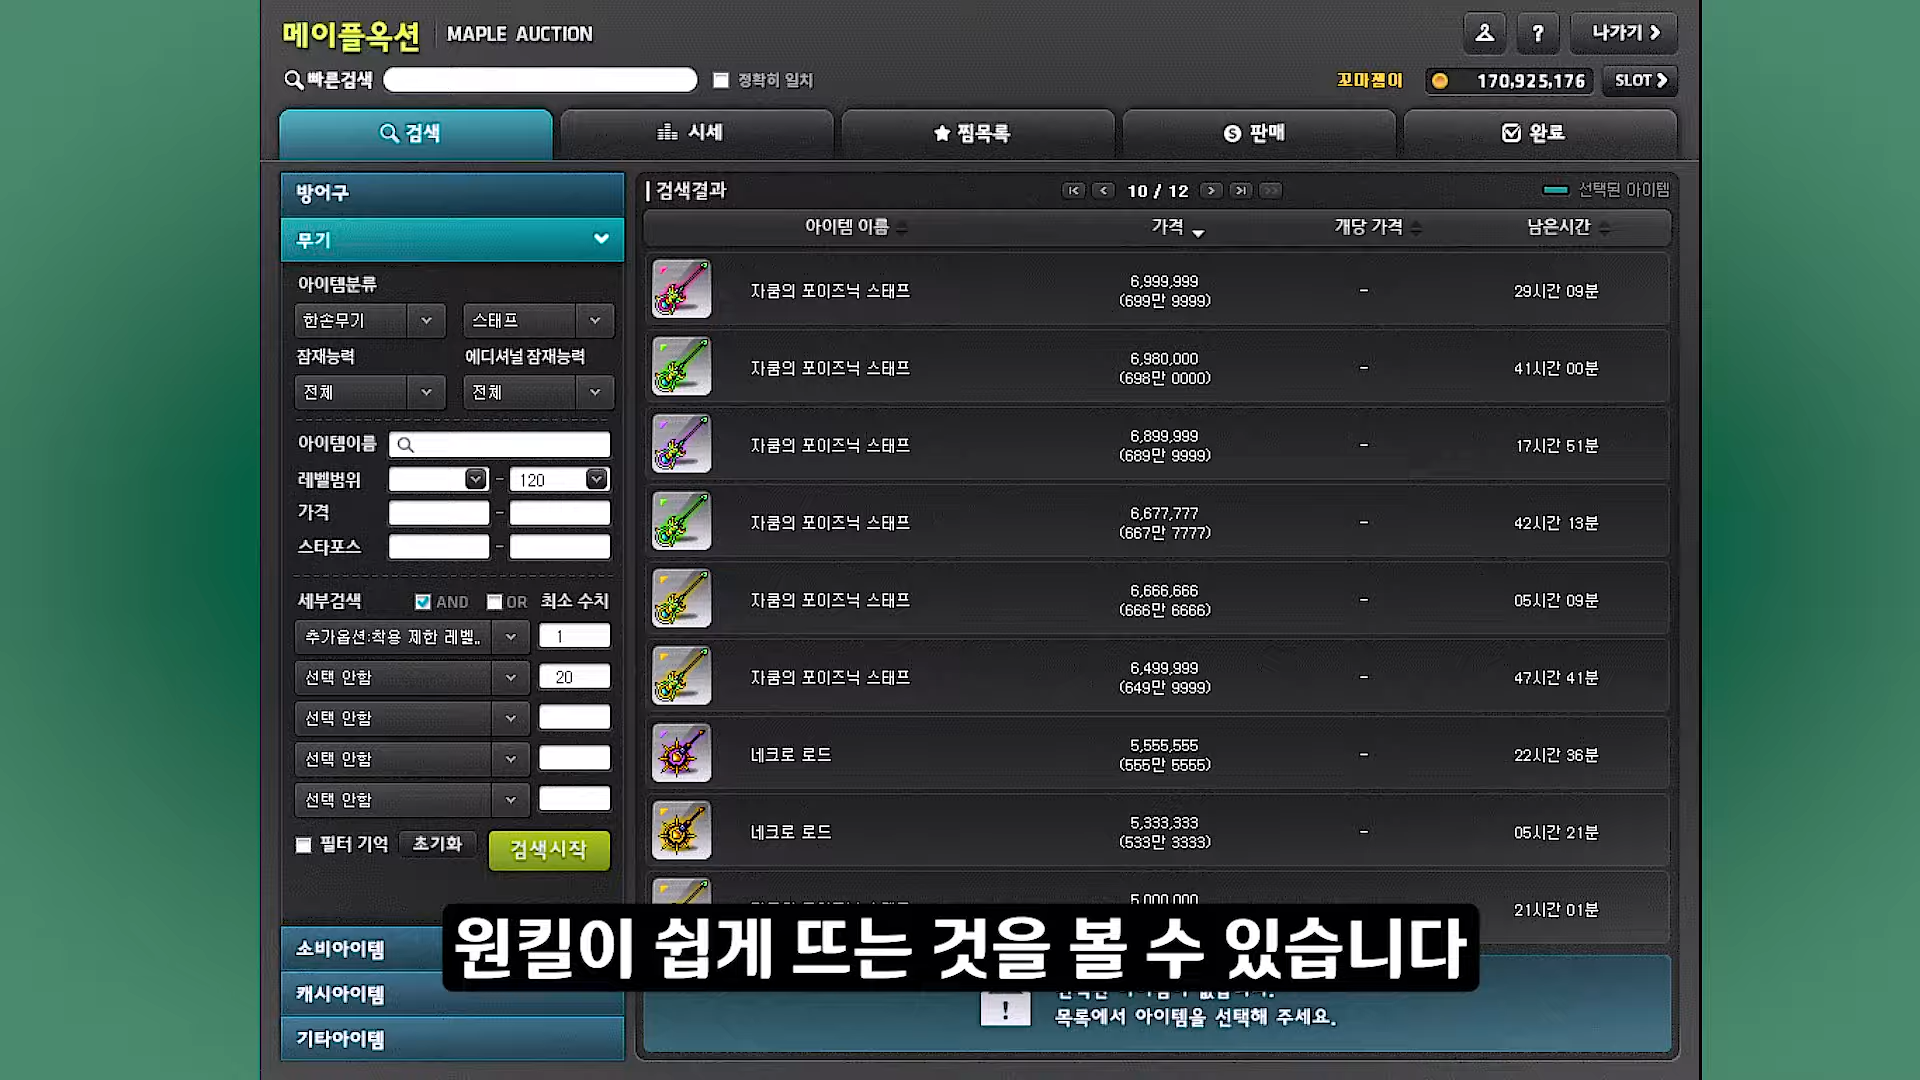 메이플옥션 MAPLE AUCTION
? 나가기
빠른검색 정확히 일치 꼬마쨈이 170,925,176 SLOT
검색 시세 찜목록 판매 완료
방어구
무기
아이템분류
한손무기 스태프
잠재능력 에디셔널 잠재능력
전체 전체
아이템이름
레벨범위 - 120
가격 -
스타포스 -
세부검색 AND OR 최소 수치
추가옵션:착용 제한 레벨.. 1
선택 안함 20
선택 안함
선택 안함
선택 안함
필터 기억 초기화 검색시작
소비아이템
캐시아이템
기타아이템
검색결과 10 / 12 선택된 아이템
아이템 이름 가격 개당 가격 남은시간
자쿰의 포이즈닉 스태프 6,999,999 (699만 9999) - 29시간 09분
자쿰의 포이즈닉 스태프 6,980,000 (698만 0000) - 41시간 00분
자쿰의 포이즈닉 스태프 6,899,999 (689만 9999) - 17시간 51분
자쿰의 포이즈닉 스태프 6,677,777 (667만 7777) - 42시간 13분
자쿰의 포이즈닉 스태프 6,666,666 (666만 6666) - 05시간 09분
자쿰의 포이즈닉 스태프 6,499,999 (649만 9999) - 47시간 41분
네크로 로드 5,555,555 (555만 5555) - 22시간 36분
네크로 로드 5,333,333 (533만 3333) - 05시간 21분
5,000,000 21시간 01분
원킬이 쉽게 뜨는 것을 볼 수 있습니다
목록에서 아이템을 선택해 주세요.